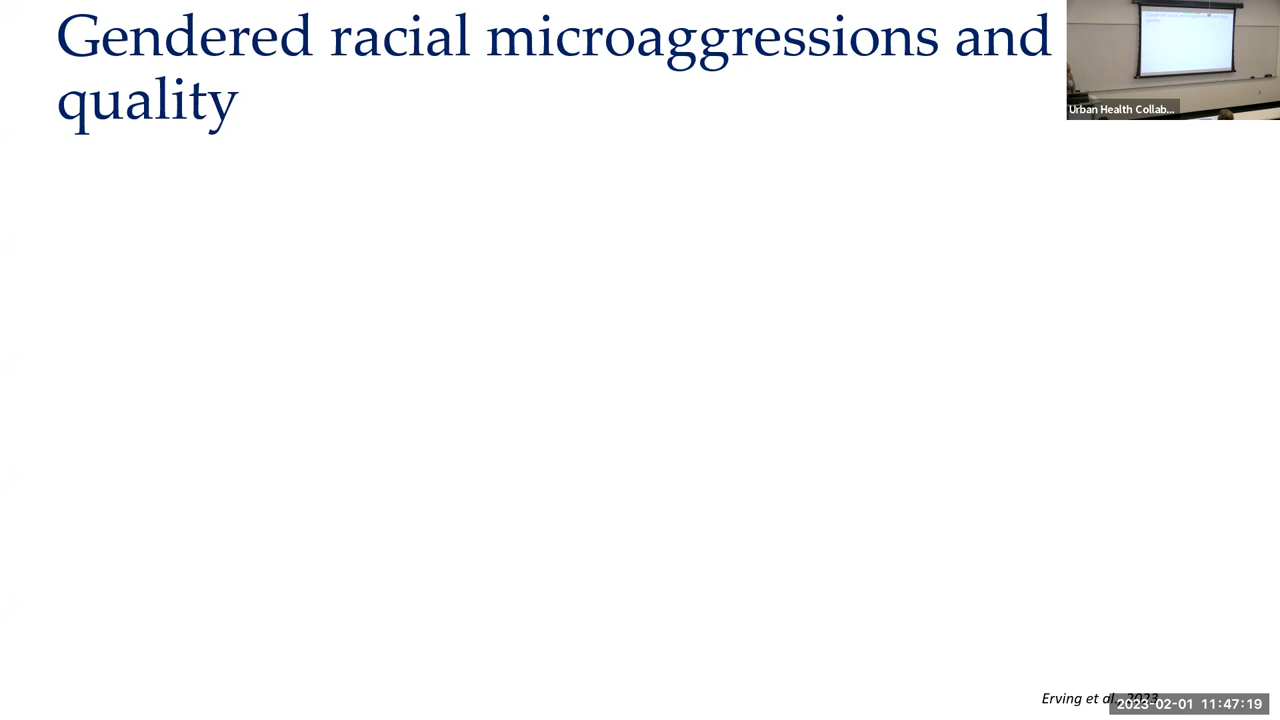 Gendered racial microaggressions and
quality
Urban Health Collab...
Erving et al., 2023
2023-02-01 11:47:19